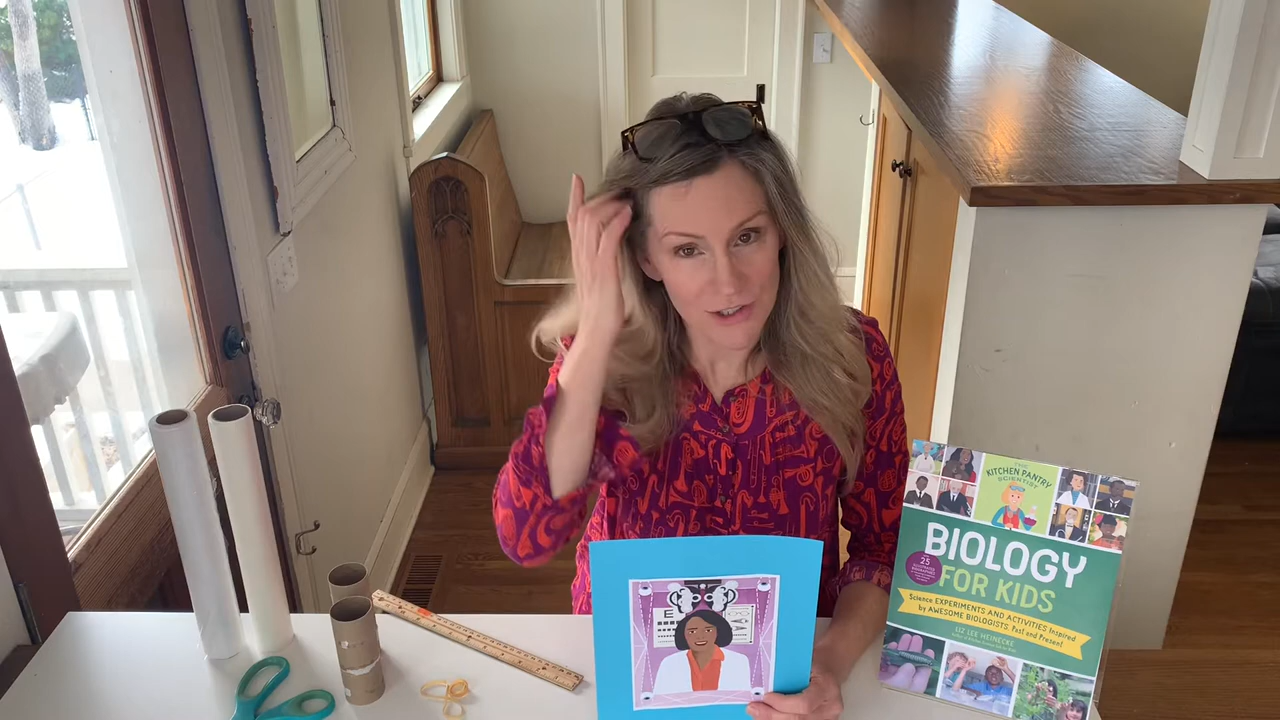 THE
KITCHEN PANTRY
SCIENTIST
BIOLOGY
25
FOR KIDS
Science EXPERIMENTS AND ACTIVITIES Inspired
by AWESOME BIOLOGISTS, Past and Present
LIZ LEE HEINECKE
E